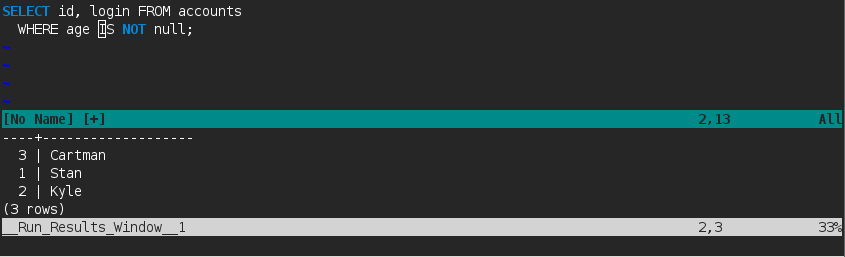 SELECT id, login FROM accounts
  WHERE age IS NOT null;
~
~
~
~
[No Name] [+] 2,13 All
----+-------------------
  3 | Cartman
  1 | Stan
  2 | Kyle
(3 rows)
__Run_Results_Window__1 2,3 33%